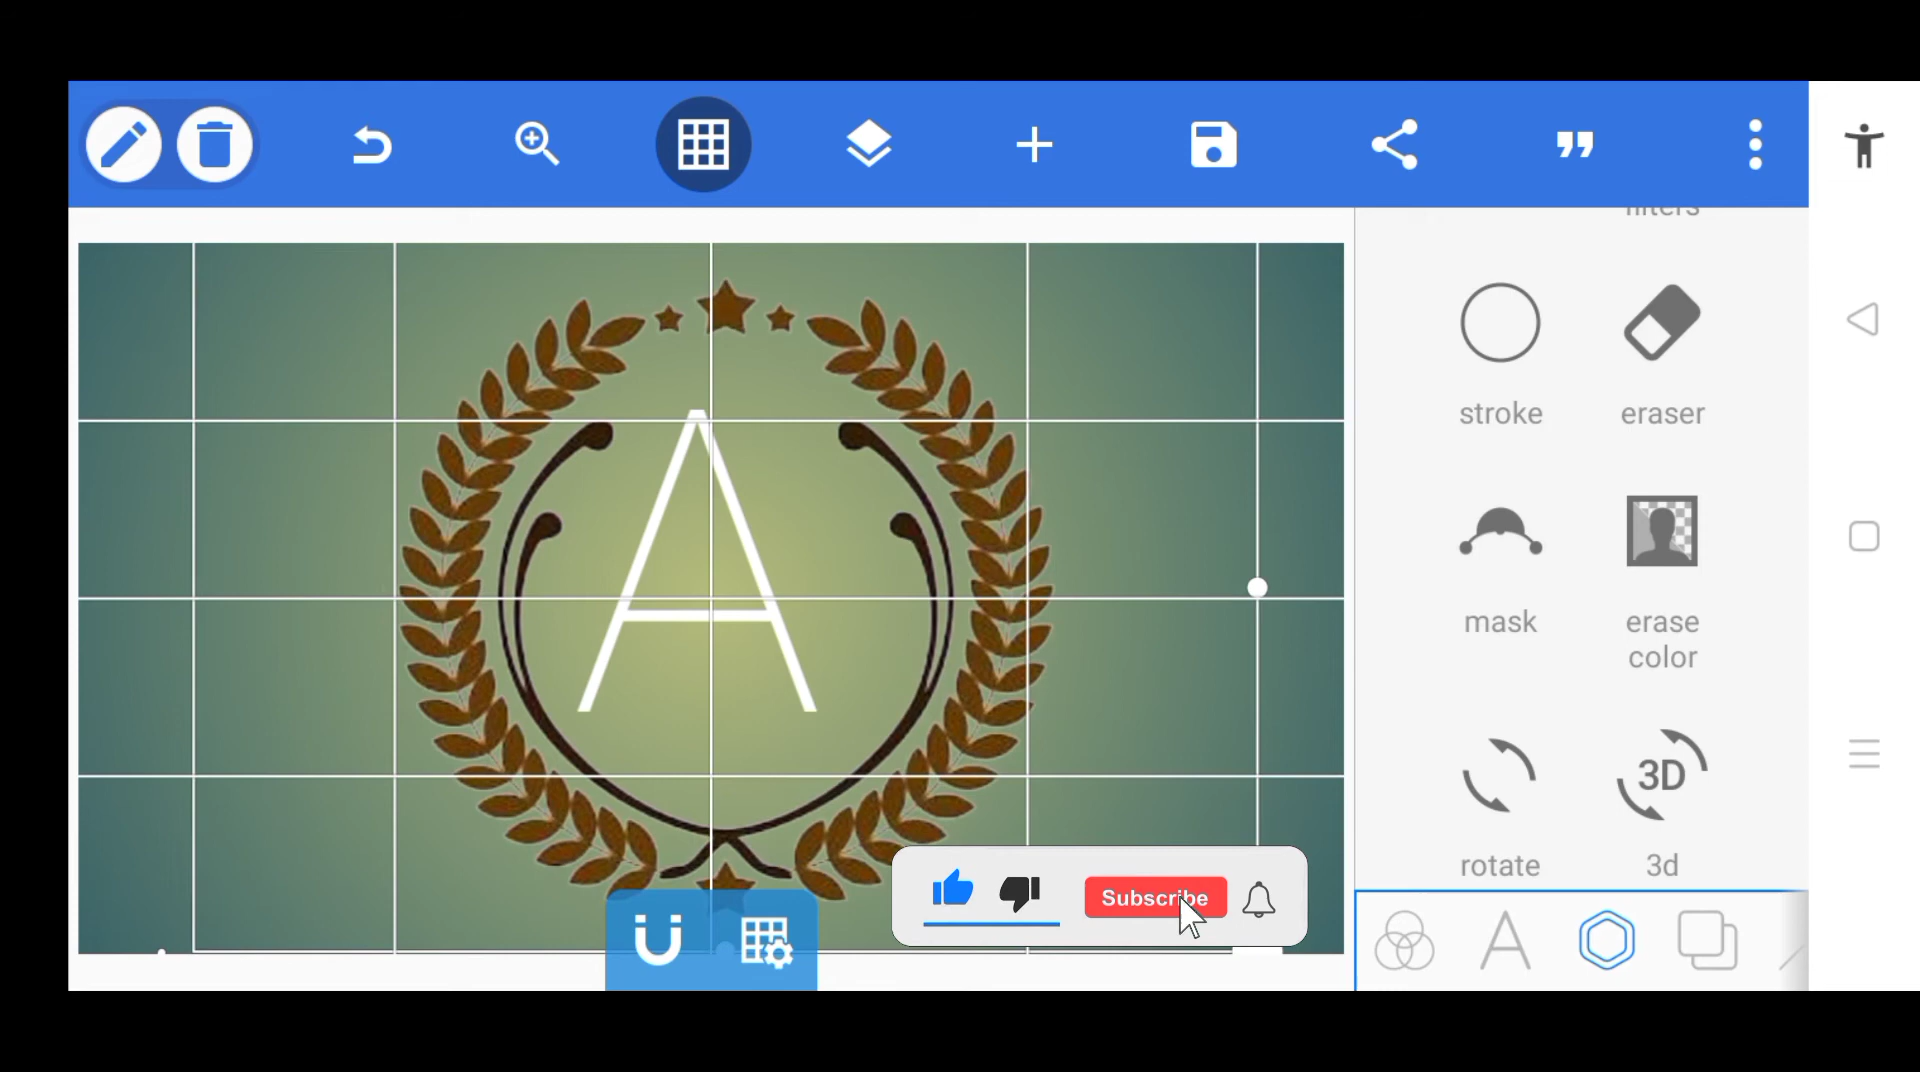 filters
A
stroke
eraser
mask
erase
color
3D
rotate
3d
Subscribe